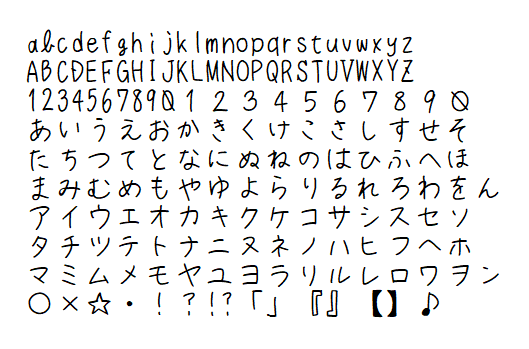 abcdefghijklmnopqrstuvwxyz
ABCDEFGHIJKLMNOPQRSTUVWXYZ
1234567890 1 2 3 4 5 6 7 8 9 0
あいうえおかきくけこさしすせそ
たちつてとなにぬねのはひふへほ
まみむめもやゆよらりるれろわをん
アイウエオカキクケコサシスセソ
タチツテトナニヌネノハヒフヘホ
マミムメモヤユヨラリルレロワヲン
○×☆・!?!?「」『』【】♪